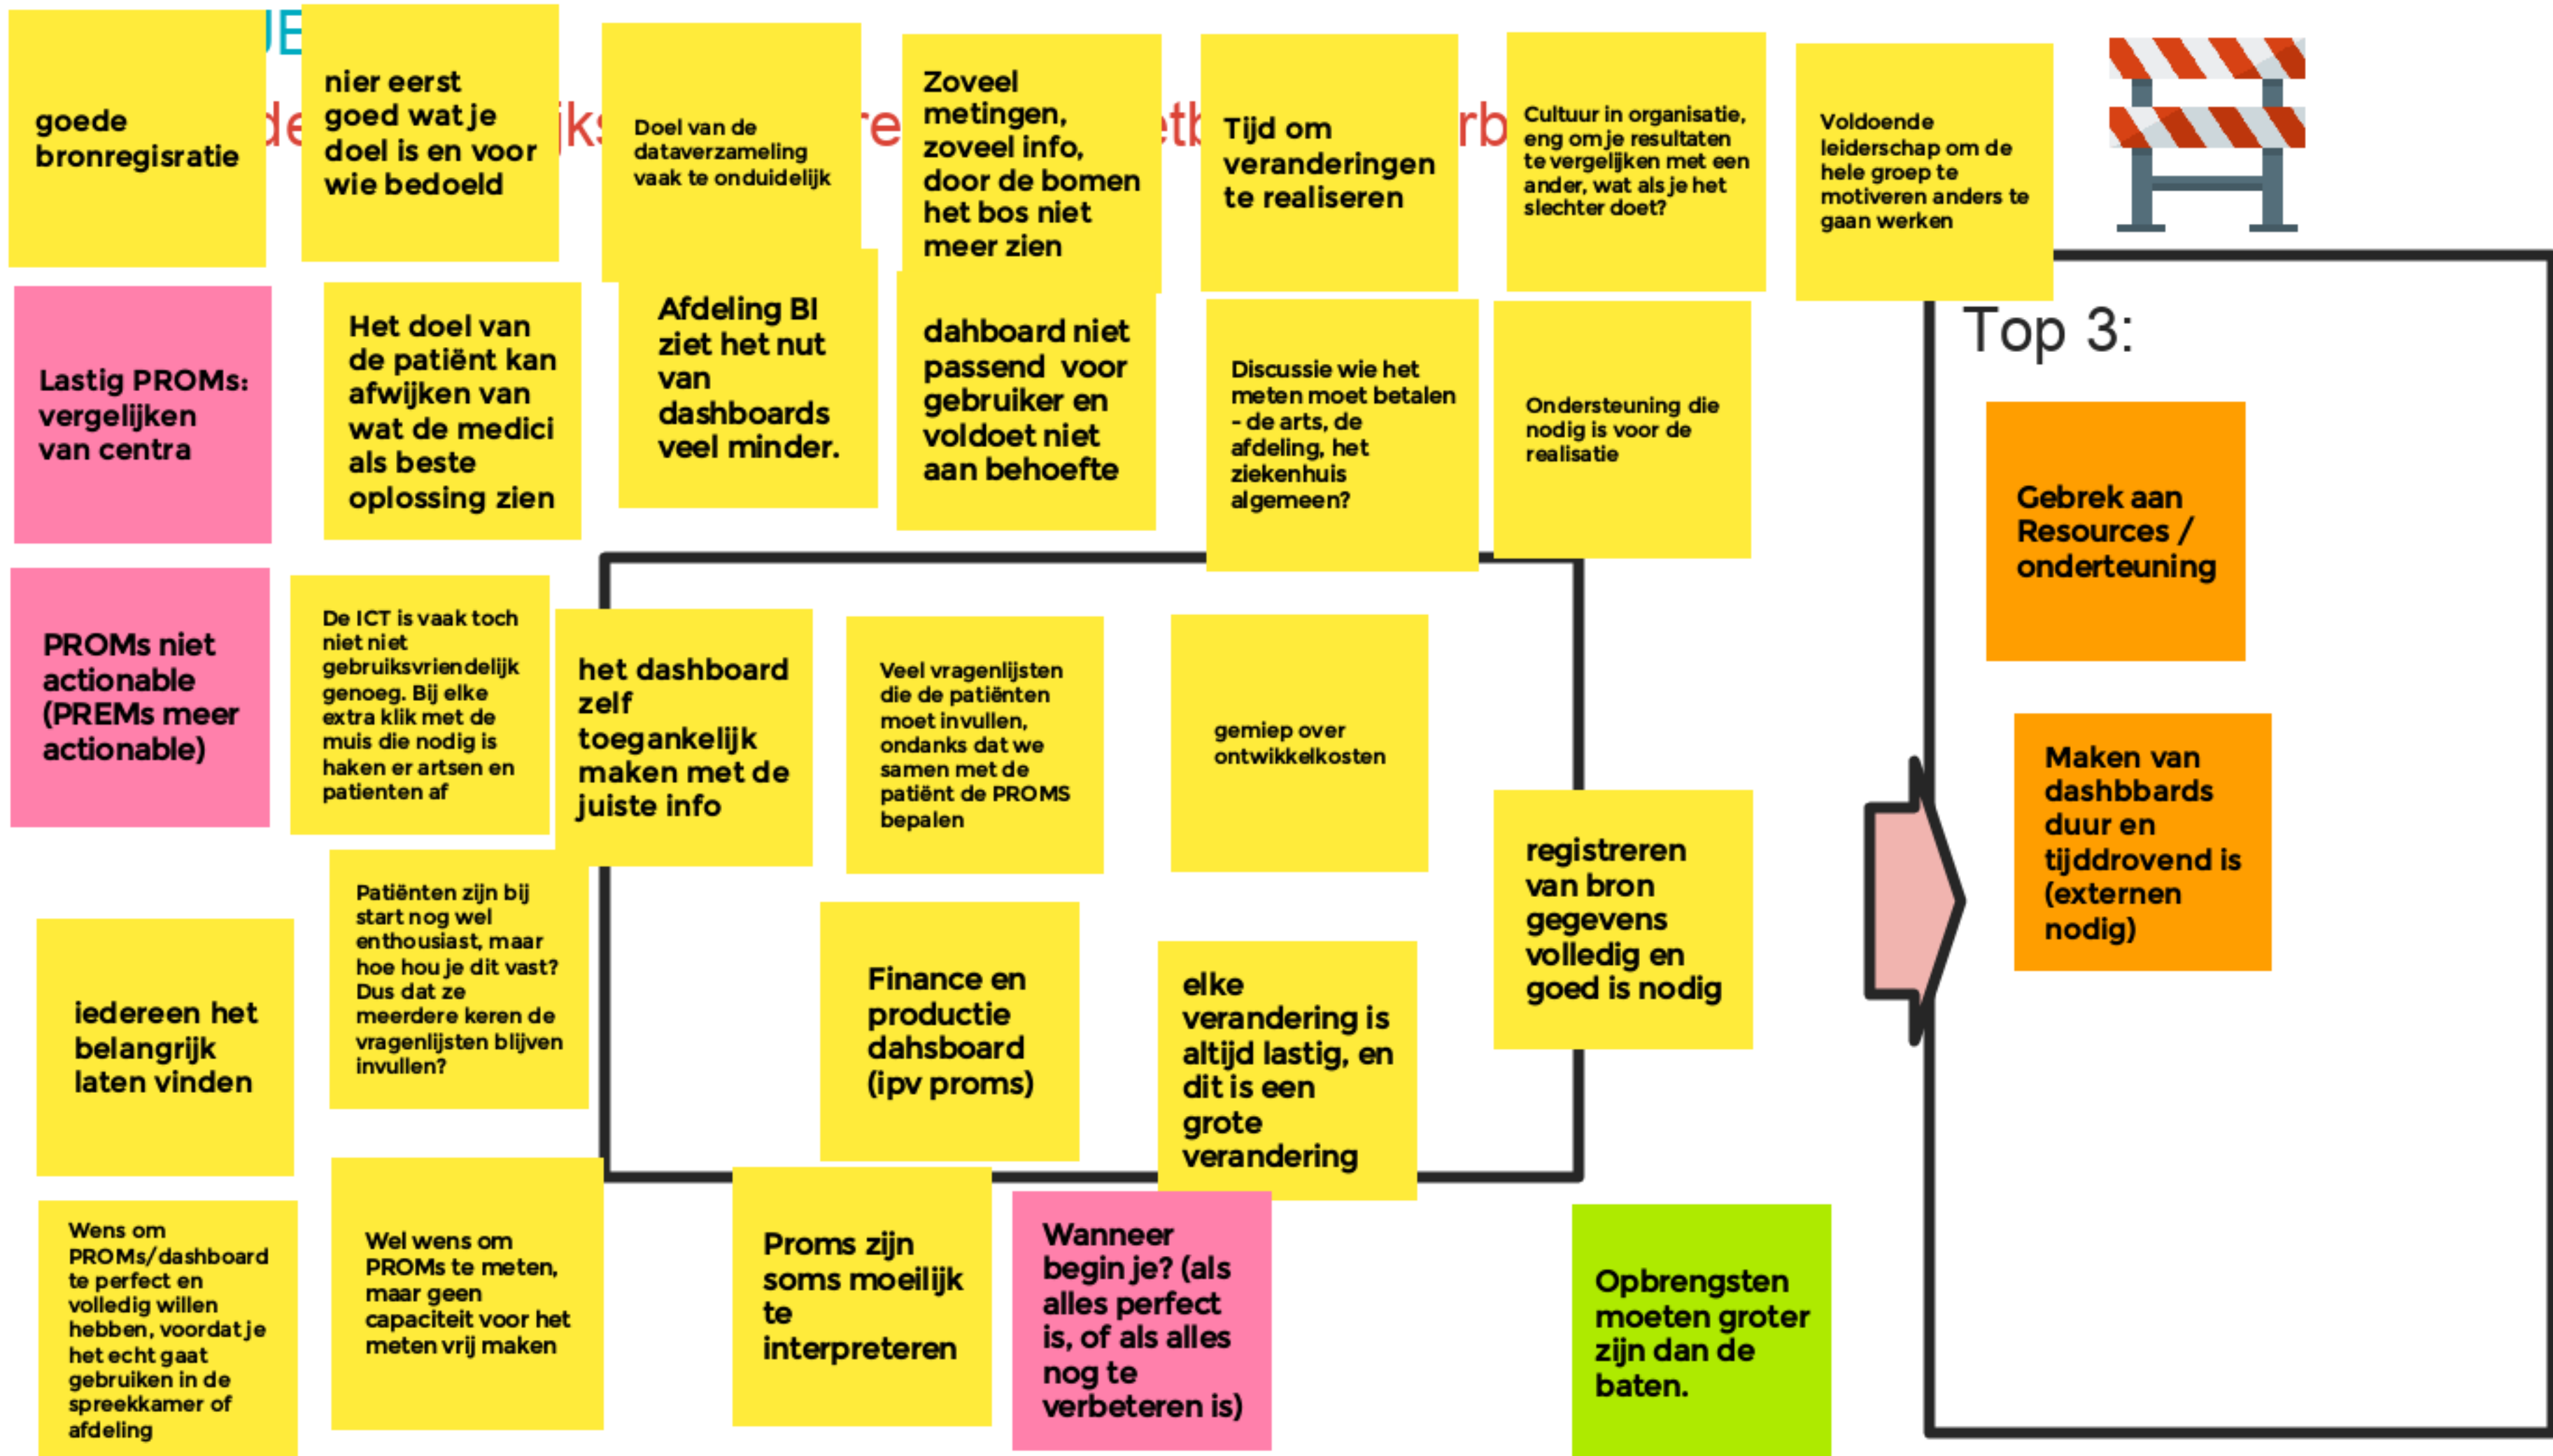 goede
bronregisratie
nier eerst
goed wat je
doel is en voor
wie bedoeld
Doel van de
dataverzameling
vaak te onduidelijk
Zoveel
metingen,
zoveel info,
door de bomen
het bos niet
meer zien
Tijd om
veranderingen
te realiseren
Cultuur in organisatie,
eng om je resultaten
te vergelijken met een
ander, wat als je het
slechter doet?
Voldoende
leiderschap om de
hele groep te
motiveren anders te
gaan werken
Lastig PROMs:
vergelijken
van centra
Het doel van
de patiënt kan
afwijken van
wat de medici
als beste
oplossing zien
Afdeling BI
ziet het nut
van
dashboards
veel minder.
dahboard niet
passend voor
gebruiker en
voldoet niet
aan behoefte
Discussie wie het
meten moet betalen
- de arts, de
afdeling, het
ziekenhuis
algemeen?
Ondersteuning die
nodig is voor de
realisatie
Top 3:
Gebrek aan
Resources /
onderteuning
PROMs niet
actionable
(PREMs meer
actionable)
De ICT is vaak toch
niet niet
gebruiksvriendelijk
genoeg. Bij elke
extra klik met de
muis die nodig is
haken er artsen en
patienten af
het dashboard
zelf
toegankelijk
maken met de
juiste info
Veel vragenlijsten
die de patiënten
moet invullen,
ondanks dat we
samen met de
patiënt de PROMS
bepalen
gemiep over
ontwikkelkosten
registreren
van bron
gegevens
volledig en
goed is nodig
Maken van
dashbbards
duur en
tijddrovend is
(externen
nodig)
iedereen het
belangrijk
laten vinden
Patiënten zijn bij
start nog wel
enthousiast, maar
hoe hou je dit vast?
Dus dat ze
meerdere keren de
vragenlijsten blijven
invullen?
Finance en
productie
dahsboard
(ipv proms)
elke
verandering is
altijd lastig, en
dit is een
grote
verandering
Wens om
PROMs/dashboard
te perfect en
volledig willen
hebben, voordat je
het echt gaat
gebruiken in de
spreekkamer of
afdeling
Wel wens om
PROMs te meten,
maar geen
capaciteit voor het
meten vrij maken
Proms zijn
soms moeilijk
te
interpreteren
Wanneer
begin je? (als
alles perfect
is, of als alles
nog te
verbeteren is)
Opbrengsten
moeten groter
zijn dan de
baten.